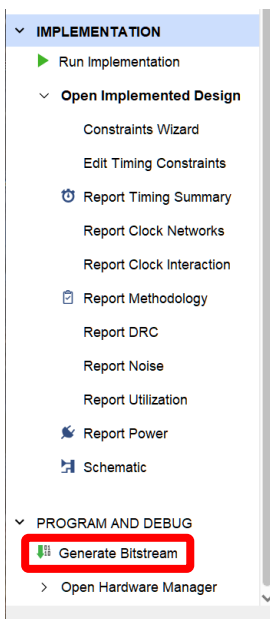 IMPLEMENTATION
Run Implementation
Open Implemented Design
Constraints Wizard
Edit Timing Constraints
Report Timing Summary
Report Clock Networks
Report Clock Interaction
Report Methodology
Report DRC
Report Noise
Report Utilization
Report Power
Schematic
PROGRAM AND DEBUG
Generate Bitstream
Open Hardware Manager